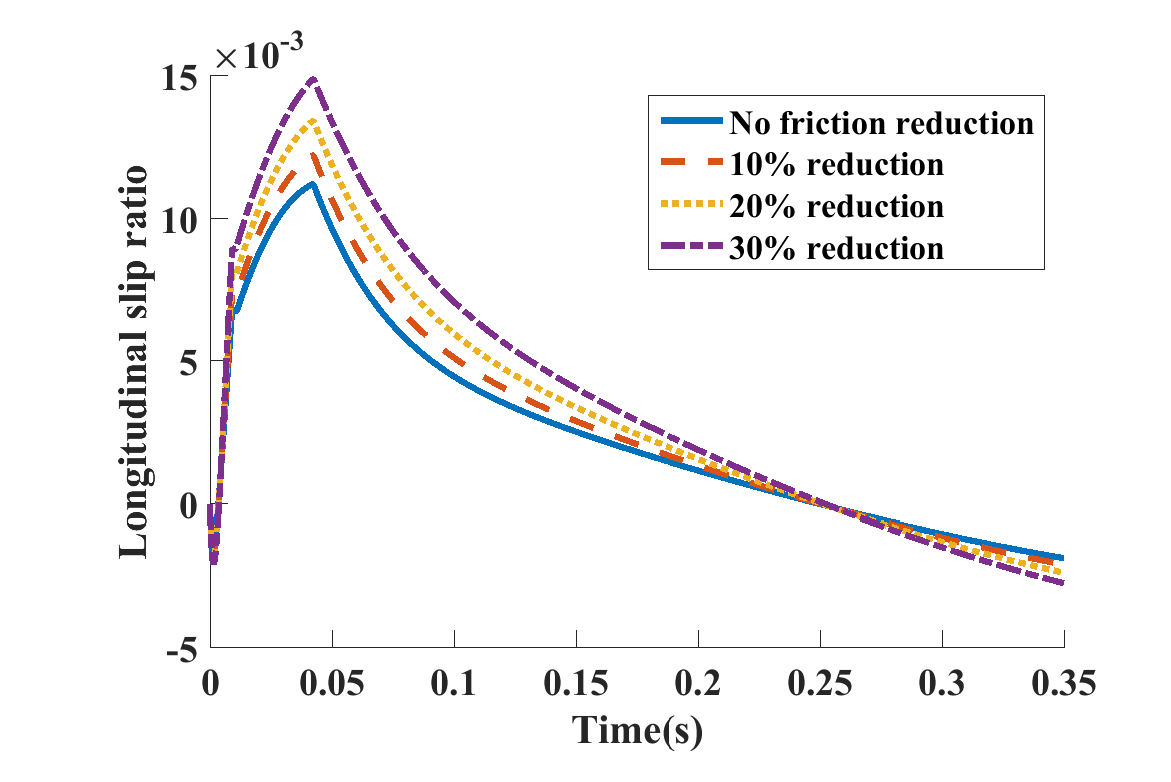 ×10-3
15
10
5
0
-5
Longitudinal slip ratio
No friction reduction
10% reduction
20% reduction
30% reduction
0 0.05 0.1 0.15 0.2 0.25 0.3 0.35
Time(s)